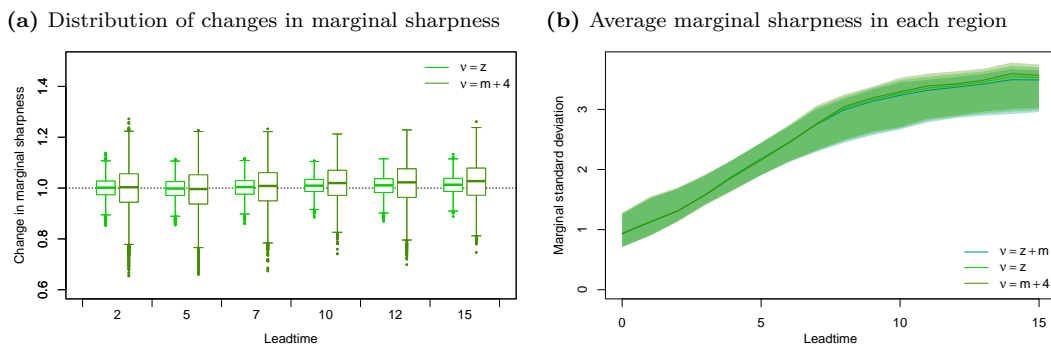 (a) Distribution of changes in marginal sharpness
Change in marginal sharpness
0.6 0.8 1.0 1.2 1.4
ν = z
ν = m + 4
2 5 7 10 12 15
Leadtime
(b) Average marginal sharpness in each region
Marginal standard deviation
0 1 2 3
ν = z + m
ν = z
ν = m + 4
0 5 10 15
Leadtime